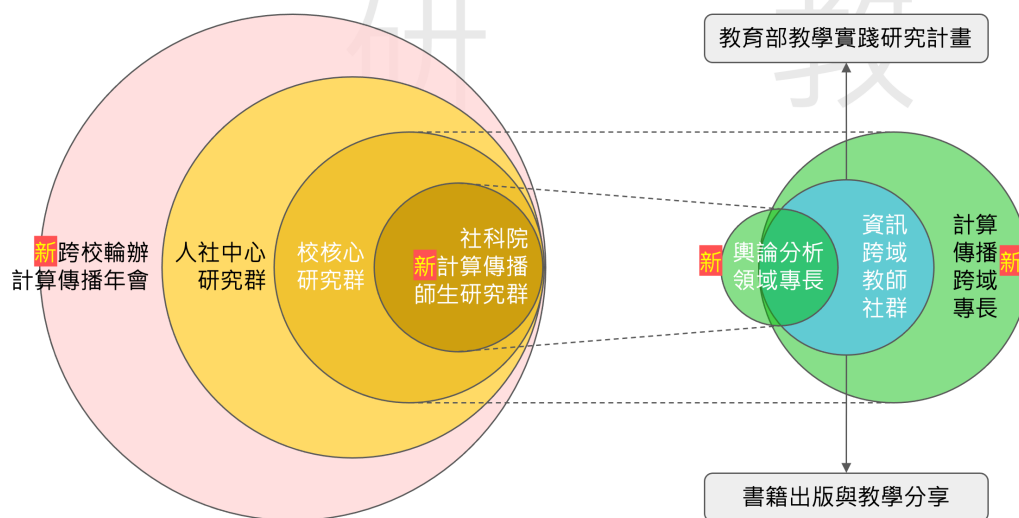 研
教
教育部教學實踐研究計畫
新跨校輪辦
計算傳播年會
人社中心
研究群
校核心
研究群
社科院
新計算傳播
師生研究群
新
輿論分析
領域專長
資訊
跨域
教師
社群
計算
傳播
跨域
專長
新
書籍出版與教學分享